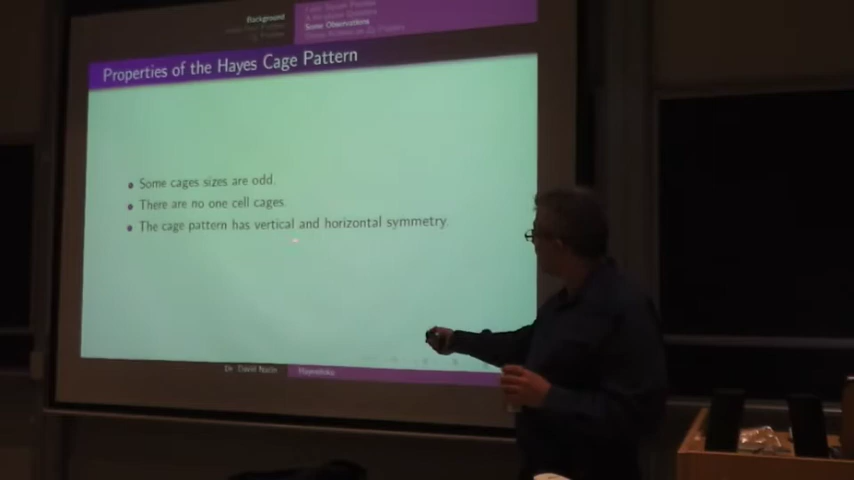 Background
Some Observations
Properties of the Hayes Cage Pattern
Some cages sizes are odd.
There are no one cell cages.
The cage pattern has vertical and horizontal symmetry.
Dr. David Nacin